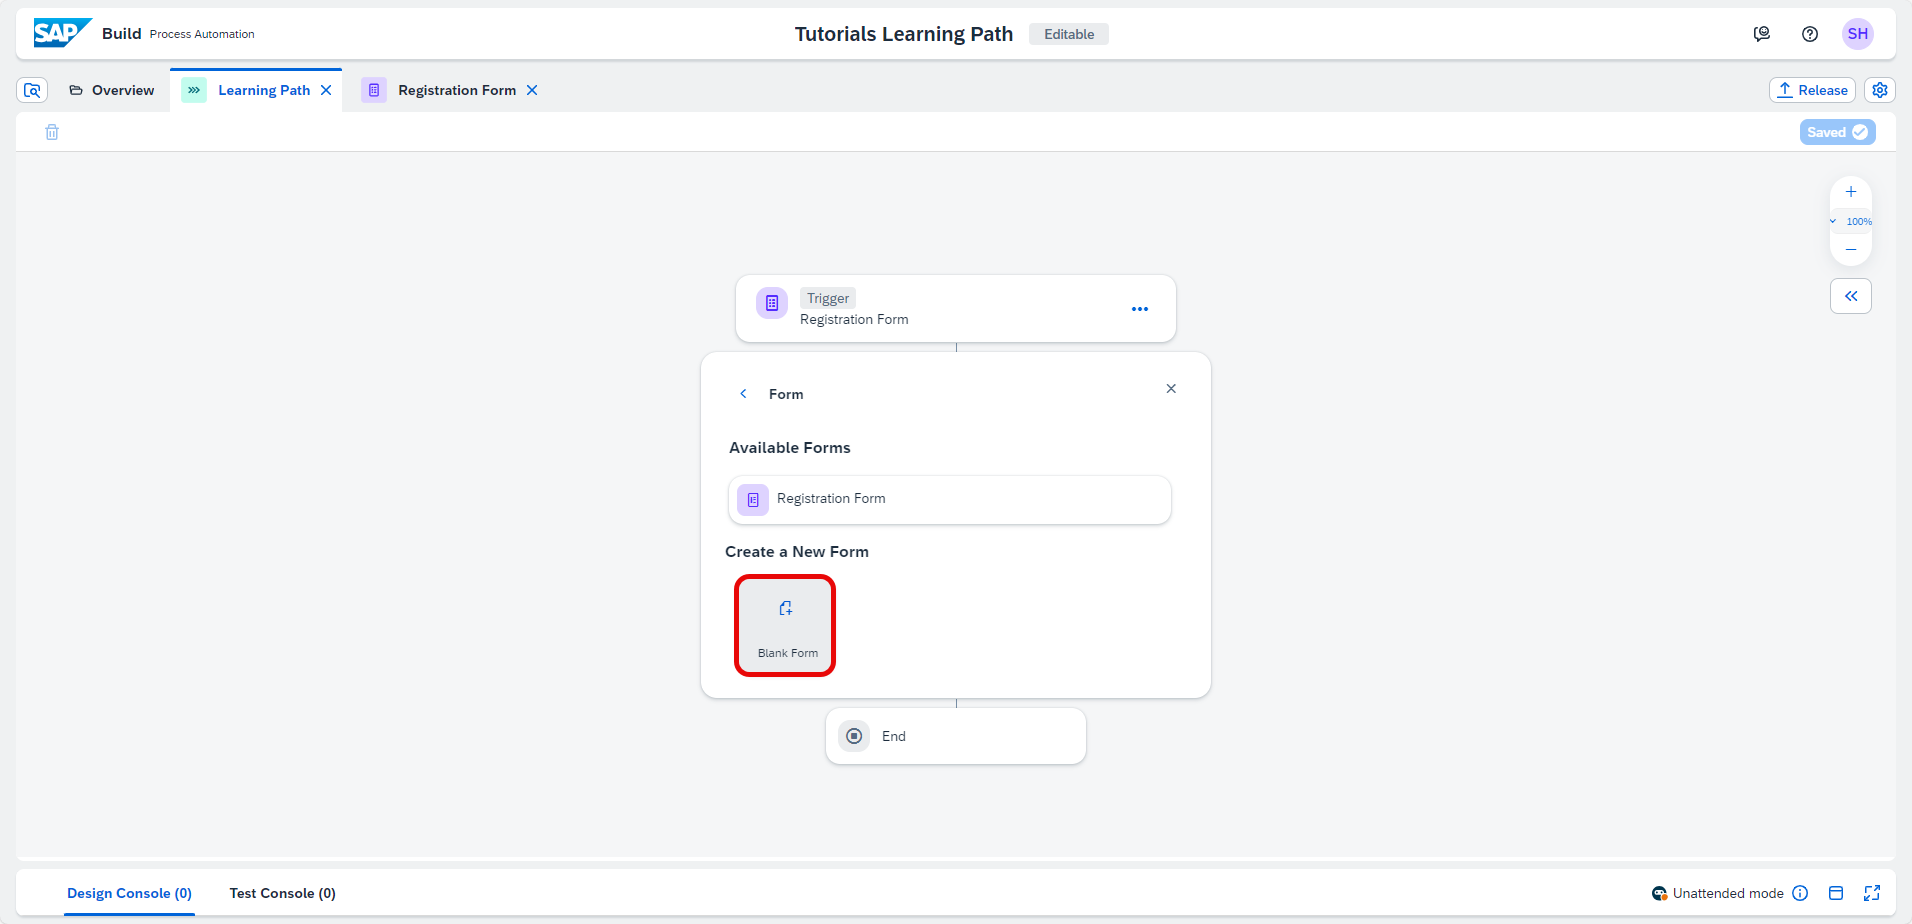 SAP Build Process Automation
Tutorials Learning Path Editable
SH
Overview
Learning Path
Registration Form
Release
Saved
100%
Trigger
Registration Form
Form
Available Forms
Registration Form
Create a New Form
Blank Form
End
Design Console (0)
Test Console (0)
Unattended mode